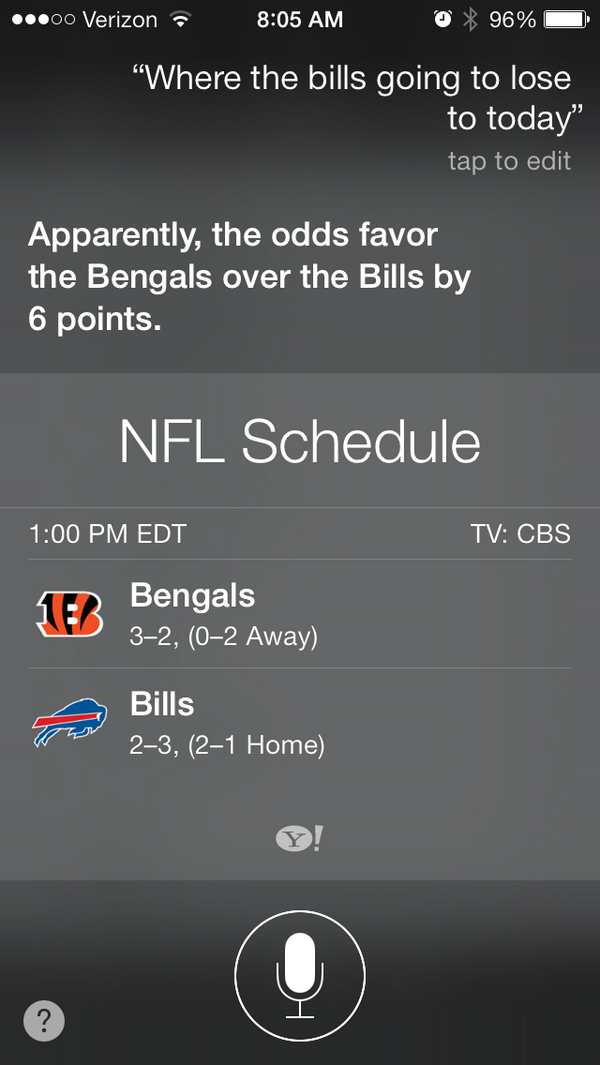 Verizon 8:05 AM 96%
“Where the bills going to lose
to today”
tap to edit
Apparently, the odds favor
the Bengals over the Bills by
6 points.
NFL Schedule
1:00 PM EDT TV: CBS
B
Bengals
3–2, (0–2 Away)
Bills
2–3, (2–1 Home)
Y!
?